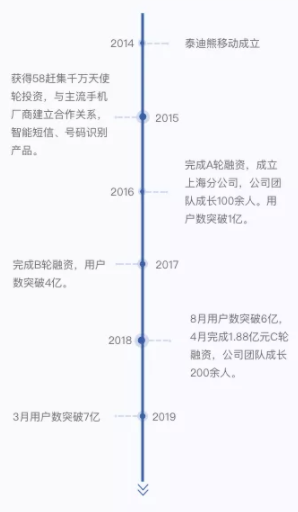 2014
泰迪熊移动成立
获得58赶集千万天使
轮投资，与主流手机
厂商建立合作关系，
智能短信、号码识别
产品。
2015
完成A轮融资，成立
上海分公司，公司团
队成长100余人。用
户数突破1亿。
2016
完成B轮融资，用户
数突破4亿。
2017
8月用户数突破6亿，
4月完成1.88亿元C轮
融资，公司团队成长
200余人。
2018
3月用户数突破7亿
2019